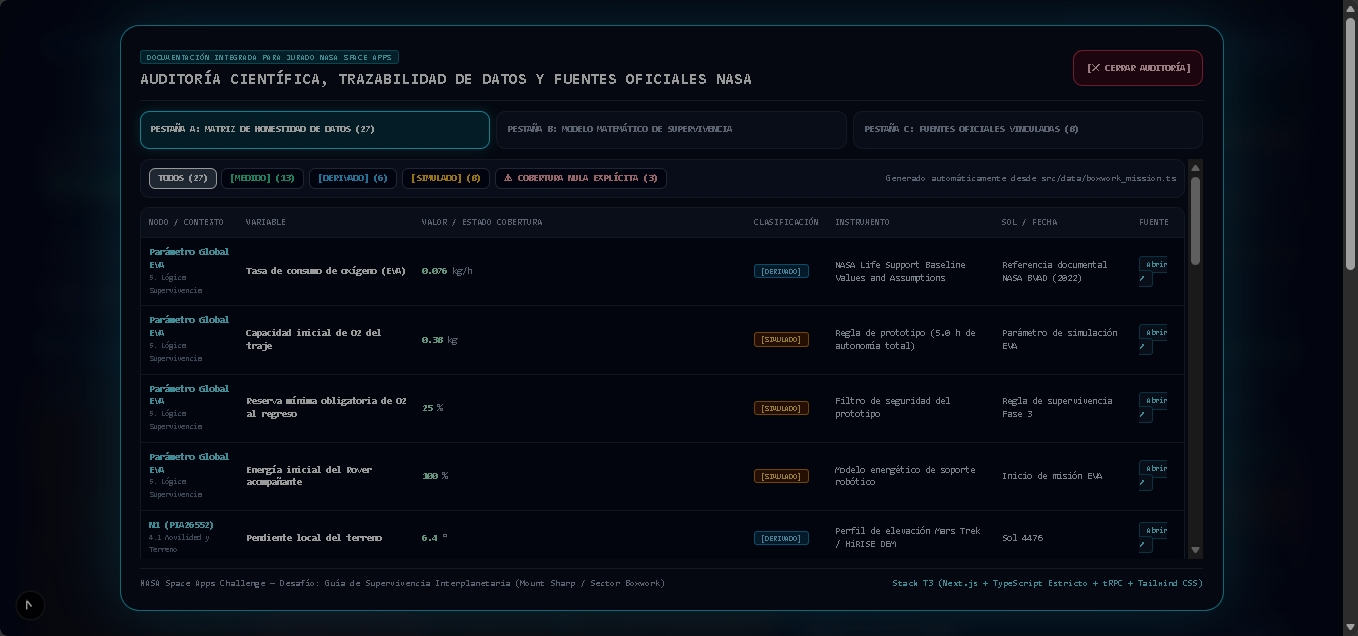 DOCUMENTACIÓN INTEGRADA PARA JURADO NASA SPACE APPS
AUDITORÍA CIENTÍFICA, TRAZABILIDAD DE DATOS Y FUENTES OFICIALES NASA
[X CERRAR AUDITORÍA]
PESTAÑA A: MATRIZ DE HONESTIDAD DE DATOS (27)
PESTAÑA B: MODELO MATEMÁTICO DE SUPERVIVENCIA
PESTAÑA C: FUENTES OFICIALES VINCULADAS (8)
TODOS (27)
[MEDIDO] (13)
[DERIVADO] (6)
[SIMULADO] (8)
⚠ COBERTURA NULA EXPLÍCITA (3)
Generado automáticamente desde src/data/boxwork_mission.ts
NODO / CONTEXTO
VARIABLE
VALOR / ESTADO COBERTURA
CLASIFICACIÓN
INSTRUMENTO
SOL / FECHA
FUENTE
Parámetro Global
EVA
5. Lógica
Supervivencia
Tasa de consumo de oxígeno (EVA)
0.076 kg/h
[DERIVADO]
NASA Life Support Baseline
Values and Assumptions
Referencia documental
NASA BVAD (2022)
Abrir
↗
Parámetro Global
EVA
5. Lógica
Supervivencia
Capacidad inicial de O2 del
traje
0.38 kg
[SIMULADO]
Regla de prototipo (5.0 h de
autonomía total)
Parámetro de simulación
EVA
Abrir
↗
Parámetro Global
EVA
5. Lógica
Supervivencia
Reserva mínima obligatoria de O2
al regreso
25 %
[SIMULADO]
Filtro de seguridad del
prototipo
Regla de supervivencia
Fase 3
Abrir
↗
Parámetro Global
EVA
5. Lógica
Supervivencia
Energía inicial del Rover
acompañante
100 %
[SIMULADO]
Modelo energético de soporte
robótico
Inicio de misión EVA
Abrir
↗
N1 (PIA26552)
4.1 Movilidad y
Terreno
Pendiente local del terreno
6.4 °
[DERIVADO]
Perfil de elevación Mars Trek
/ HiRISE DEM
Sol 4476
Abrir
↗
NASA Space Apps Challenge — Desafío: Guía de Supervivencia Interplanetaria (Mount Sharp / Sector Boxwork)
Stack T3 (Next.js + TypeScript Estricto + tRPC + Tailwind CSS)